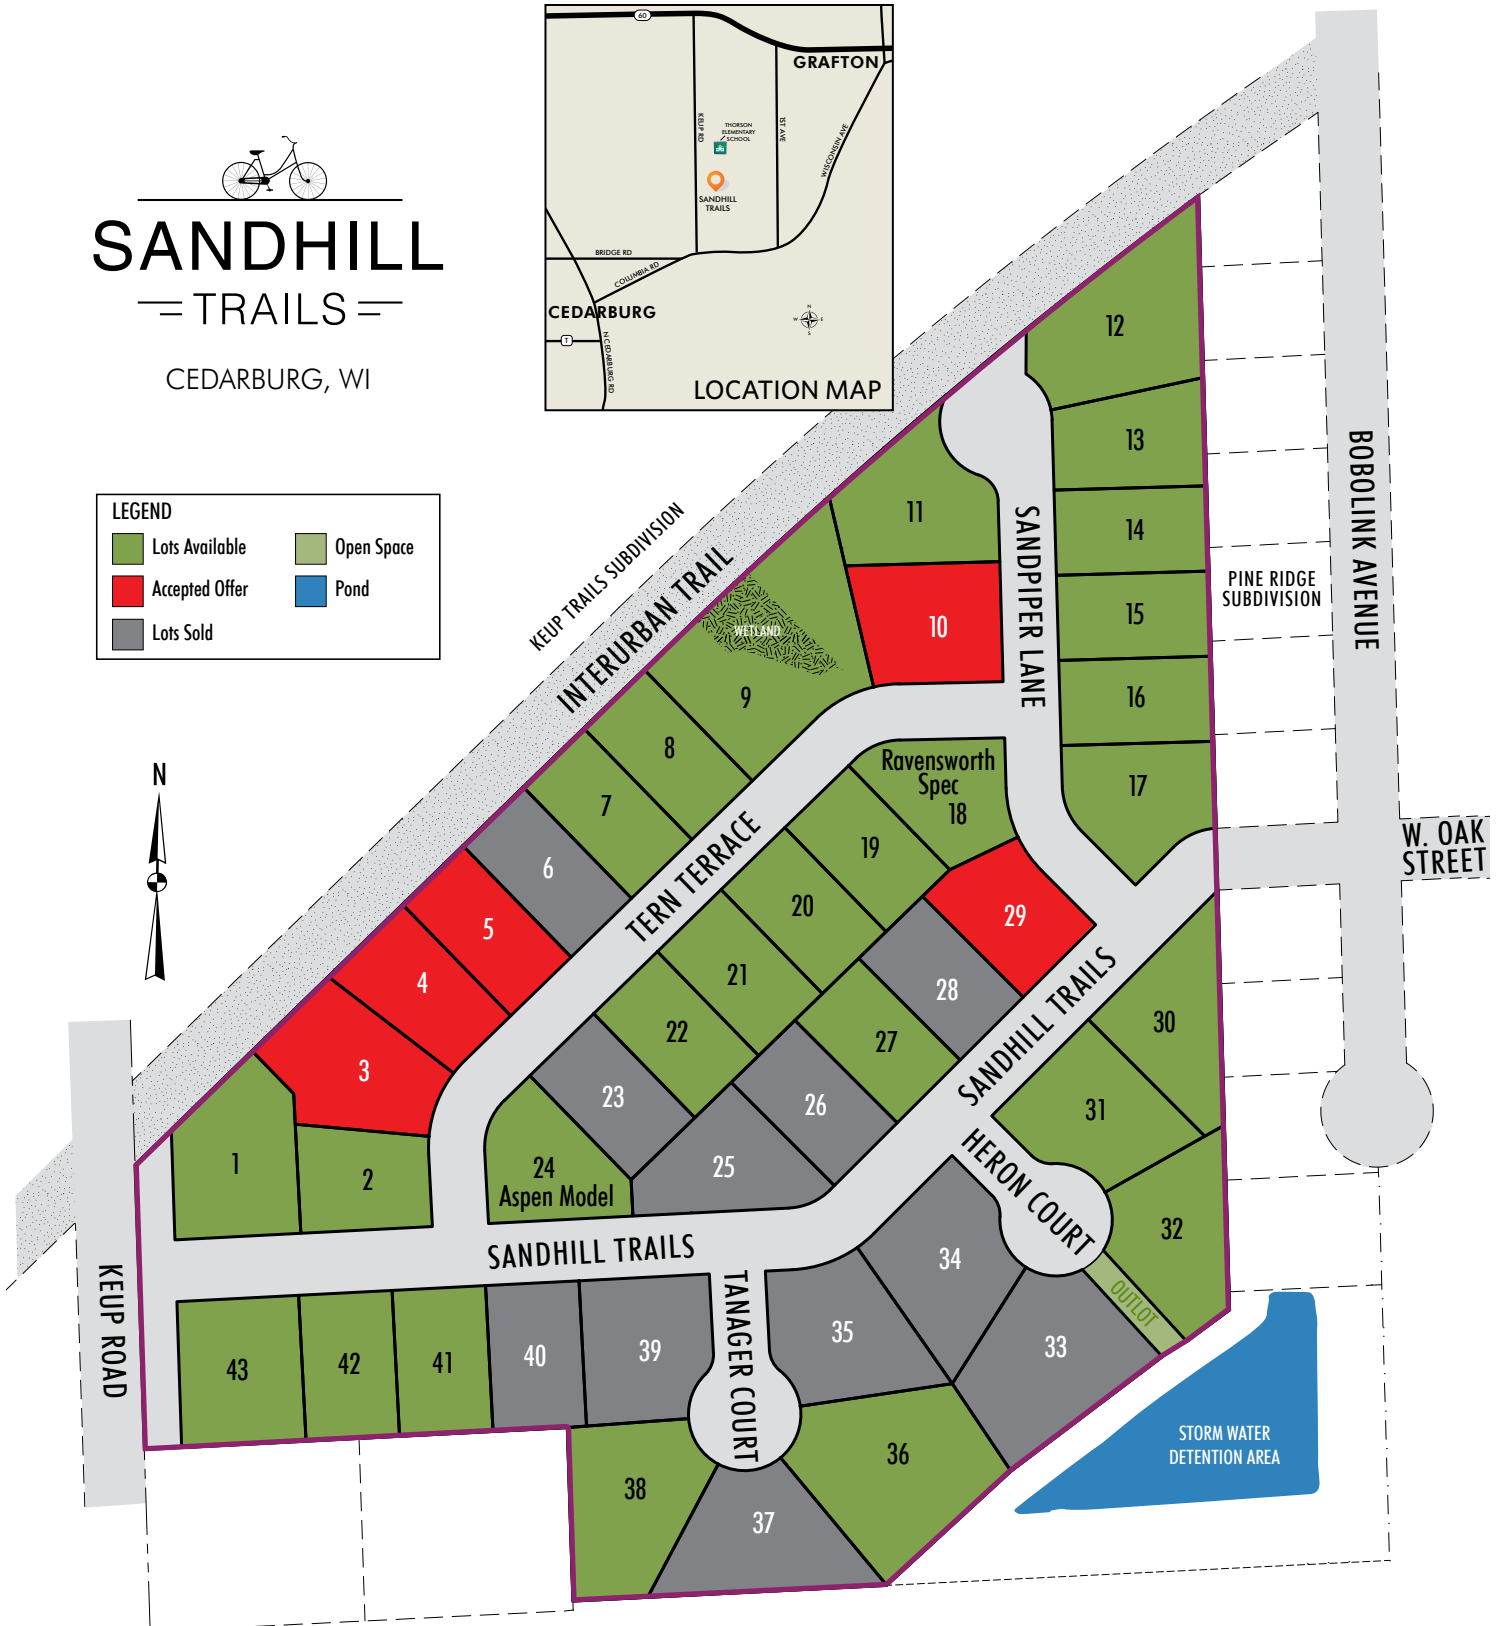 SANDHILL
TRAILS
CEDARBURG, WI
60
GRAFTON
KEUP RD
THORSON
ELEMENTARY
SCHOOL
1ST AVE
WISCONSIN AVE
SANDHILL
TRAILS
BRIDGE RD
COLUMBIA RD
CEDARBURG
T
N CEDARBURG RD
N
W
E
S
LOCATION MAP
LEGEND
Lots Available
Open Space
Accepted Offer
Pond
Lots Sold
N
KEUP TRAILS SUBDIVISION
INTERURBAN TRAIL
WETLAND
SANDPIPER LANE
BOBOLINK AVENUE
PINE RIDGE
SUBDIVISION
W. OAK
STREET
TERN TERRACE
SANDHILL TRAILS
HERON COURT
SANDHILL TRAILS
TANAGER COURT
KEUP ROAD
OUTLOT
STORM WATER
DETENTION AREA
1
2
3
4
5
6
7
8
9
10
11
12
13
14
15
16
17
Ravensworth
Spec
18
19
20
21
22
23
24
Aspen Model
25
26
27
28
29
30
31
32
33
34
35
36
37
38
39
40
41
42
43